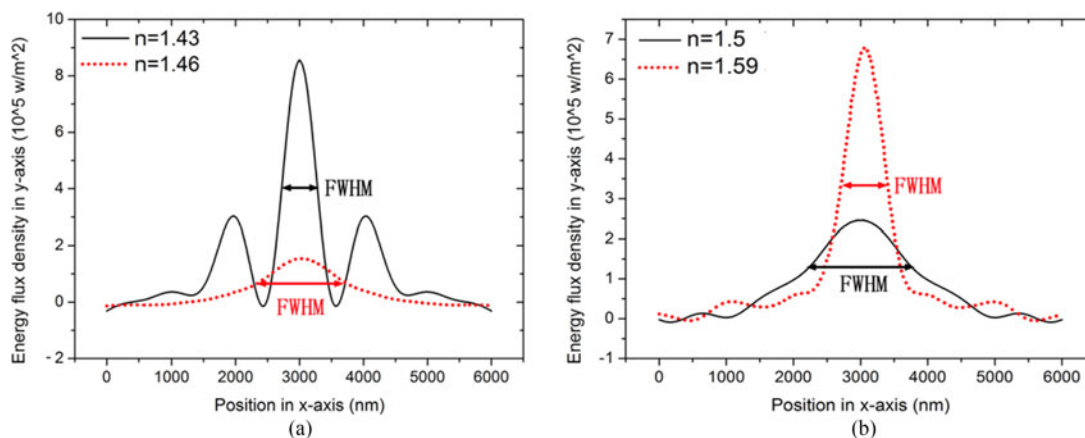 Energy flux density in y-axis (10^5 w/m^2)
10
8
6
4
2
0
-2
n=1.43
n=1.46
FWHM
FWHM
0 1000 2000 3000 4000 5000 6000
Position in x-axis (nm)
(a)
Energy flux density in y-axis (10^5 w/m^2)
7
6
5
4
3
2
1
0
-1
n=1.5
n=1.59
FWHM
FWHM
0 1000 2000 3000 4000 5000 6000
Position in x-axis (nm)
(b)